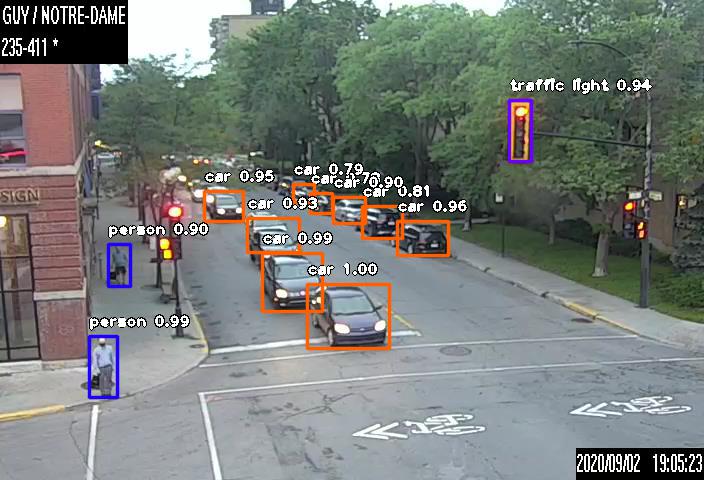 GUY / NOTRE-DAME
235-411 *
traffic light 0.94
car 0.79
car 0.95
car 0.90
car 0.81
car 0.93
car 0.96
person 0.90
car 0.99
car 1.00
person 0.99
SIGN
2020/09/02 19:05:23